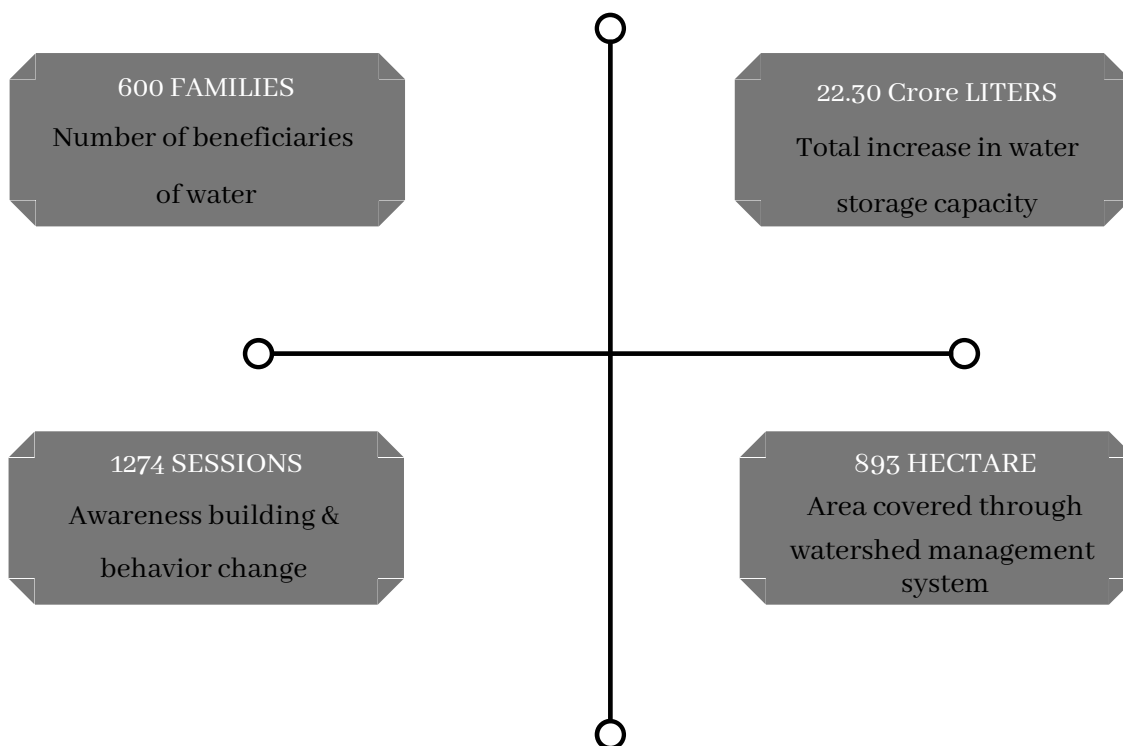 600 FAMILIES
Number of beneficiaries
of water
22.30 Crore LITERS
Total increase in water
storage capacity
1274 SESSIONS
Awareness building &
behavior change
893 HECTARE
Area covered through
watershed management
system